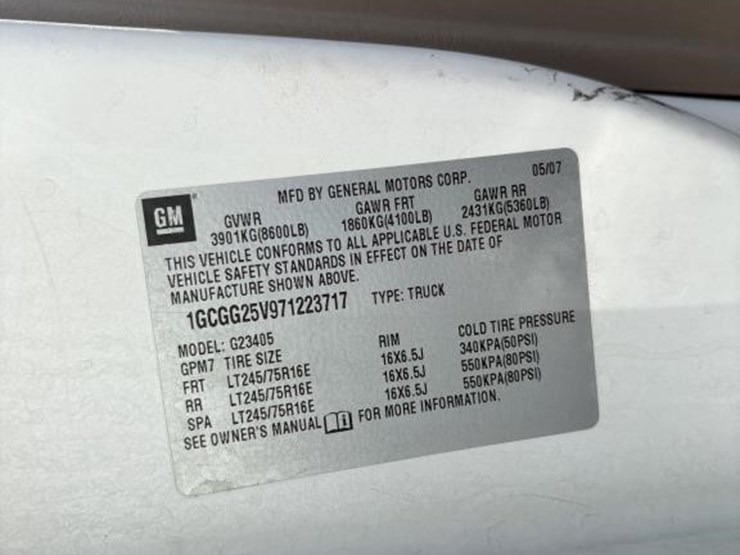 GM MFD BY GENERAL MOTORS CORP. 05/07
GVWR GAWR FRT GAWR RR
3901KG(8600LB) 1860KG(4100LB) 2431KG(5360LB)
THIS VEHICLE CONFORMS TO ALL APPLICABLE U.S. FEDERAL MOTOR
VEHICLE SAFETY STANDARDS IN EFFECT ON THE DATE OF
MANUFACTURE SHOWN ABOVE.
1GCGG25V971223717 TYPE: TRUCK
MODEL: G23405
GPM7 TIRE SIZE RIM COLD TIRE PRESSURE
FRT LT245/75R16E 16X6.5J 340KPA(50PSI)
RR LT245/75R16E 16X6.5J 550KPA(80PSI)
SPA LT245/75R16E 16X6.5J 550KPA(80PSI)
SEE OWNER'S MANUAL FOR MORE INFORMATION.